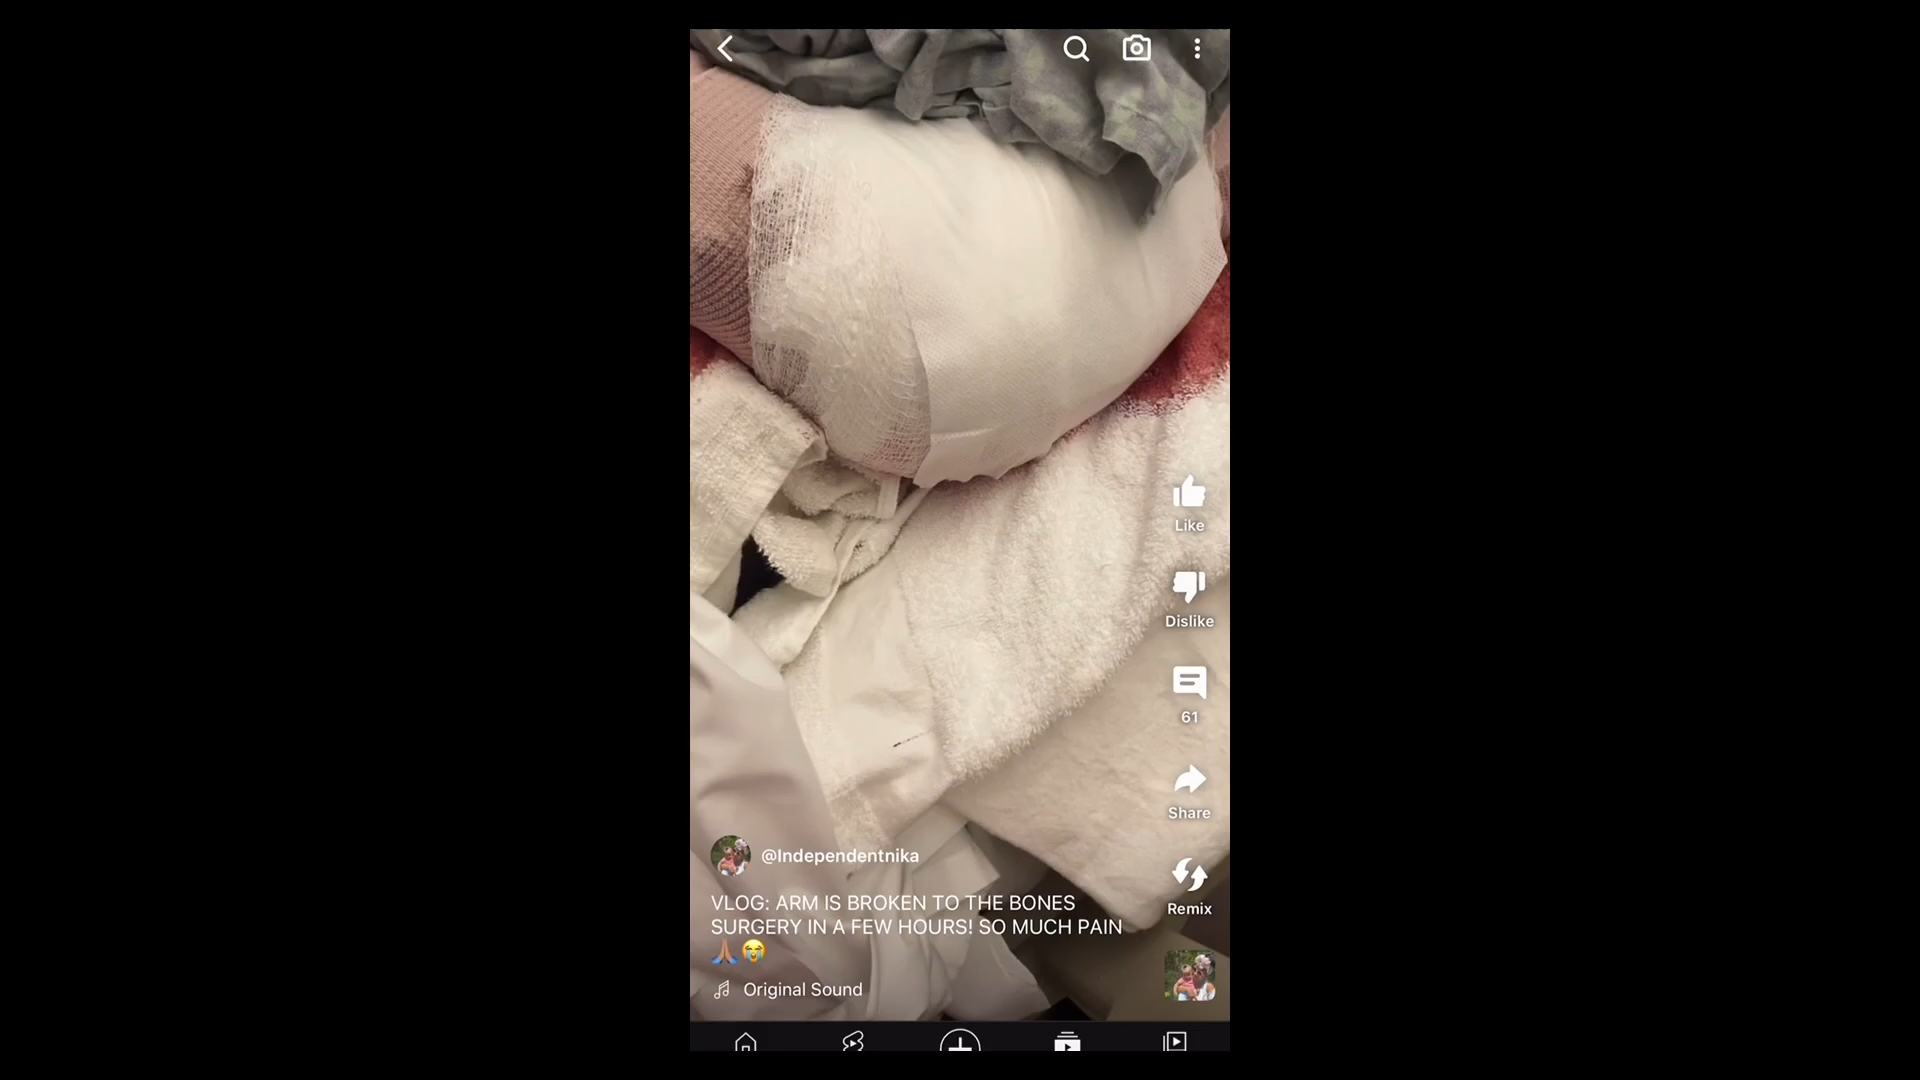 Like
Dislike
61
Share
@Independentnika
VLOG: ARM IS BROKEN TO THE BONES
SURGERY IN A FEW HOURS! SO MUCH PAIN
🙏🏽😭
Remix
Original Sound